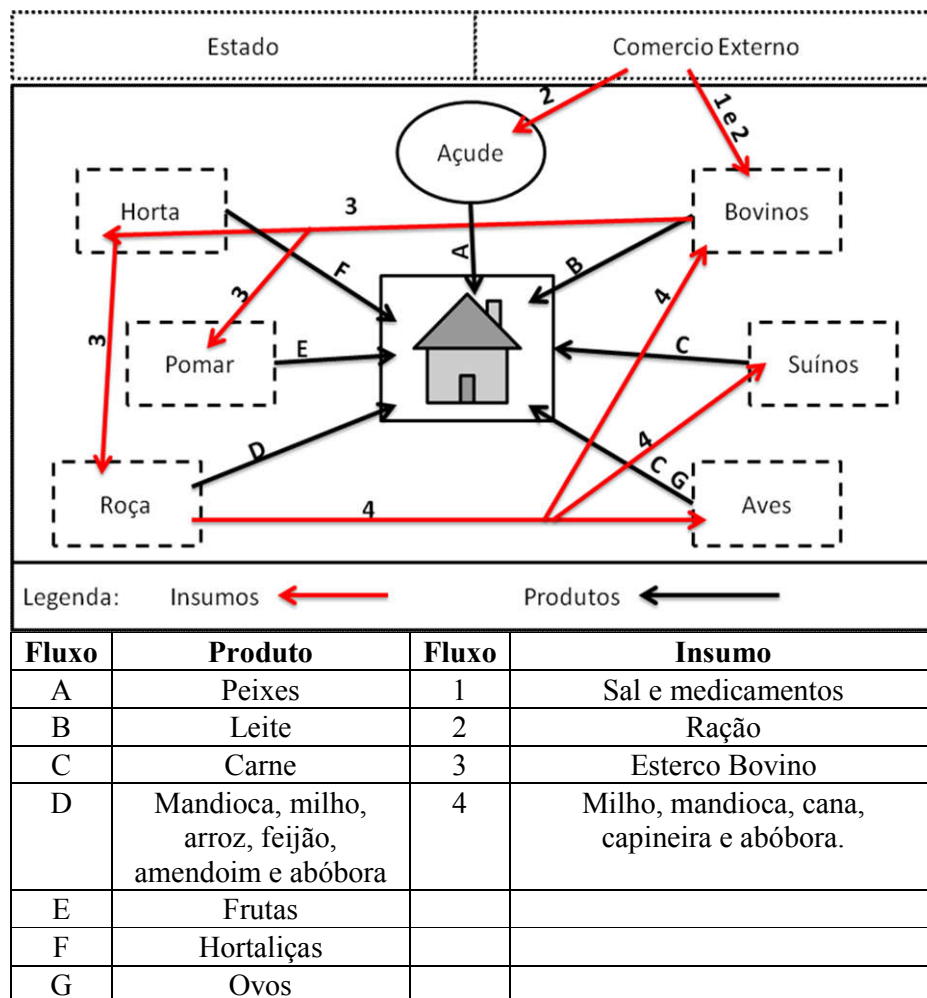 Estado Comercio Externo
2 1 e 2
Açude
Horta 3 Bovinos
A
F B
3 3 4
Pomar E C Suínos
D 4 C G
Roça 4 Aves
Legenda: Insumos Produtos
Fluxo Produto Fluxo Insumo
A Peixes 1 Sal e medicamentos
B Leite 2 Ração
C Carne 3 Esterco Bovino
D Mandioca, milho, 4 Milho, mandioca, cana,
arroz, feijão, capineira e abóbora.
amendoim e abóbora
E Frutas
F Hortaliças
G Ovos